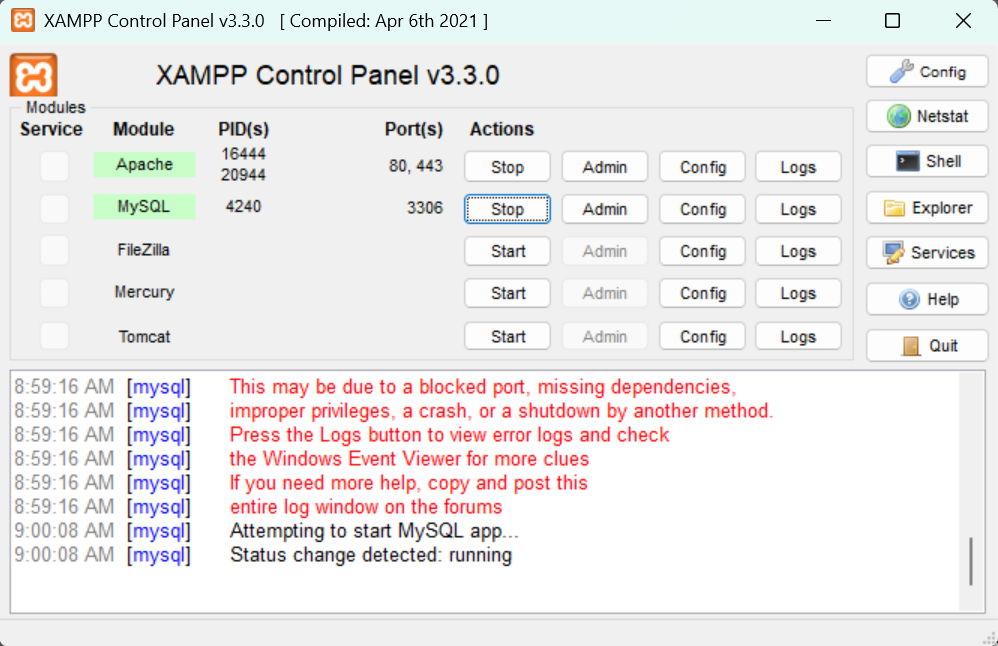 XAMPP Control Panel v3.3.0 [ Compiled: Apr 6th 2021 ]
XAMPP Control Panel v3.3.0
Config
Modules
Service Module PID(s) Port(s) Actions
Netstat
Apache 16444 20944 80, 443 Stop Admin Config Logs
Shell
MySQL 4240 3306 Stop Admin Config Logs
Explorer
FileZilla Start Admin Config Logs
Services
Mercury Start Admin Config Logs
Help
Tomcat Start Admin Config Logs
Quit
8:59:16 AM [mysql] This may be due to a blocked port, missing dependencies,
8:59:16 AM [mysql] improper privileges, a crash, or a shutdown by another method.
8:59:16 AM [mysql] Press the Logs button to view error logs and check
8:59:16 AM [mysql] the Windows Event Viewer for more clues
8:59:16 AM [mysql] If you need more help, copy and post this
8:59:16 AM [mysql] entire log window on the forums
9:00:08 AM [mysql] Attempting to start MySQL app...
9:00:08 AM [mysql] Status change detected: running